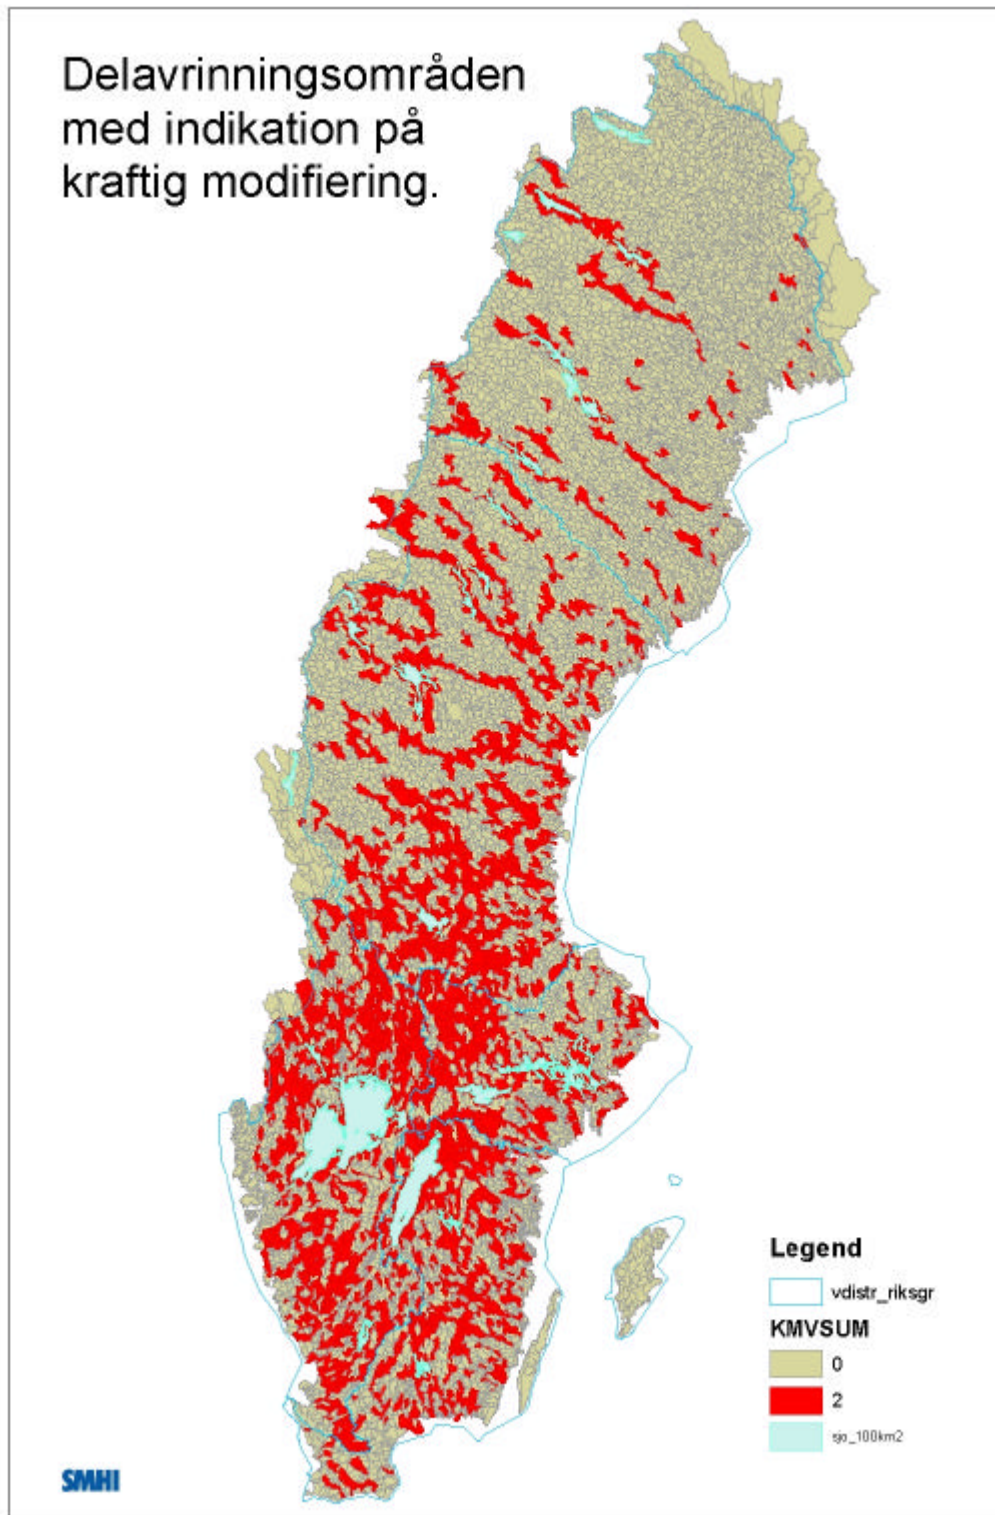 Delavrinningsområden
med indikation på
kraftig modifiering.
Legend
vdistr_riksgr
KMVSUM
0
2
sjo_100km2
SMHI